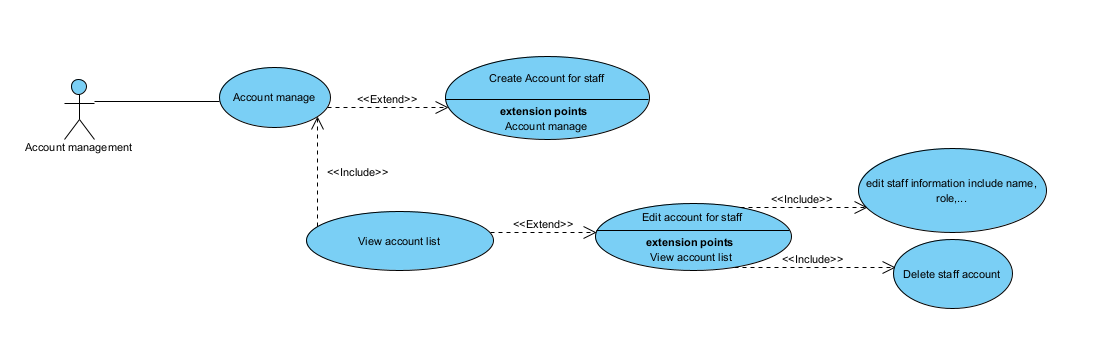 Account management
Account manage
<<Extend>>
Create Account for staff
extension points
Account manage
<<Include>>
View account list
<<Extend>>
Edit account for staff
extension points
View account list
<<Include>>
edit staff information include name,
role,...
<<Include>>
Delete staff account